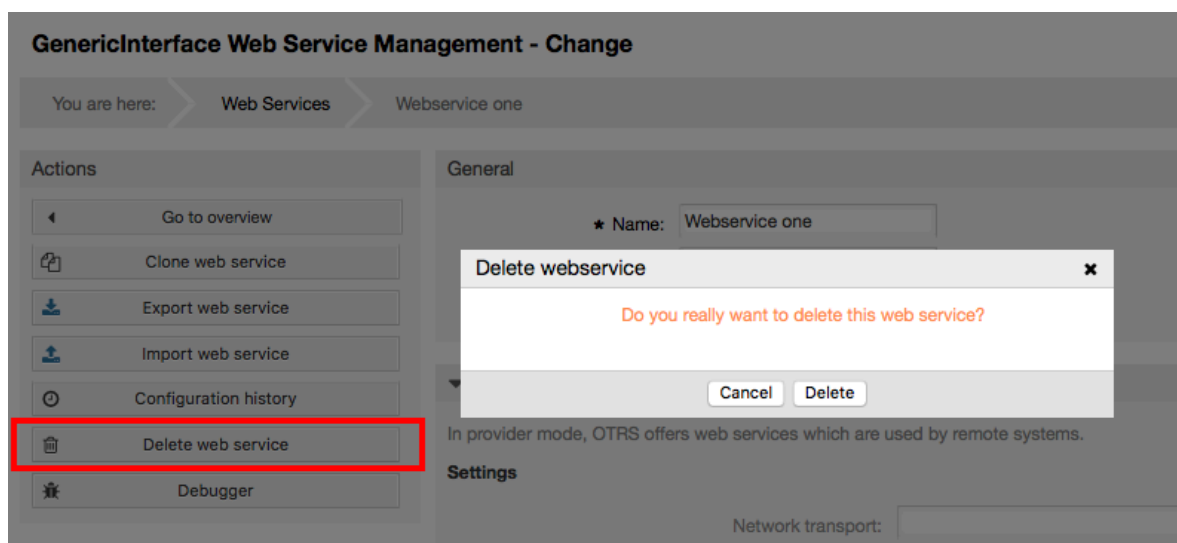 GenericInterface Web Service Management - Change
You are here:
Web Services
Webservice one
Actions
Go to overview
Clone web service
Export web service
Import web service
Configuration history
Delete web service
Debugger
General
★ Name:
Webservice one
Delete webservice
Do you really want to delete this web service?
Cancel
Delete
In provider mode, OTRS offers web services which are used by remote systems.
Settings
Network transport: